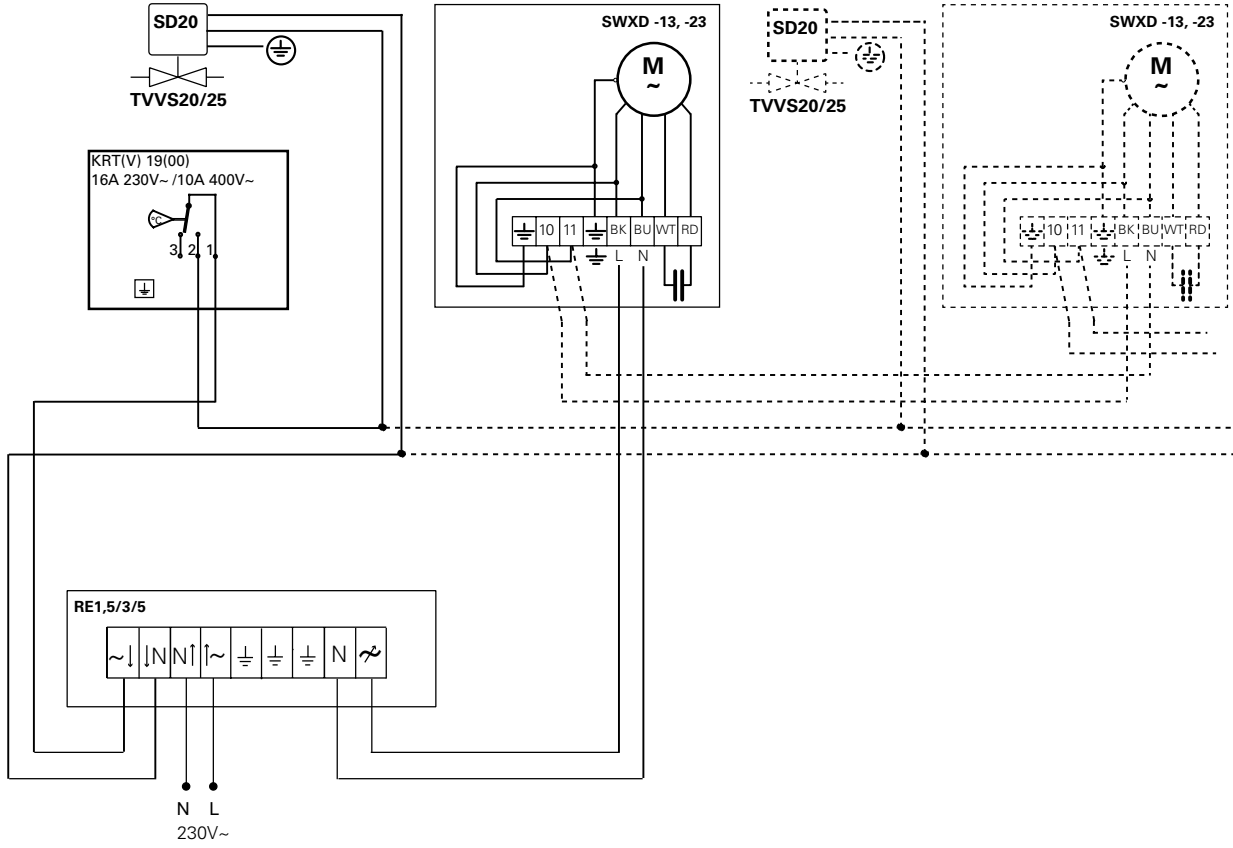 SD20
TVVS20/25
SWXD -13, -23
M
~
SD20
TVVS20/25
SWXD -13, -23
M
~
KRT(V) 19(00)
16A 230V~ /10A 400V~
°C
3 2 1
10 11 BK BU WT RD
L N
10 11 BK BU WT RD
L N
RE1,5/3/5
~↓ ↓N N↑ ↑~ N ~
N L
230V~